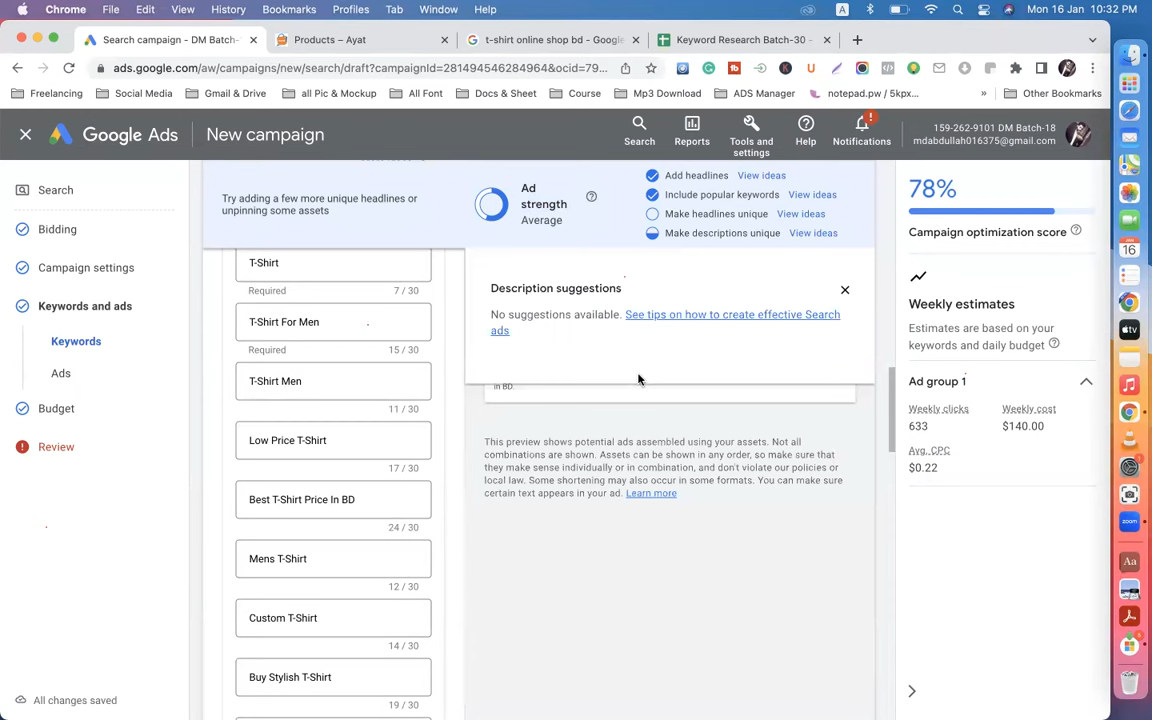 Chrome File Edit View History Bookmarks Profiles Tab Window Help A Mon 16 Jan 10:32 PM
Search campaign - DM Batch- Products – Ayat t-shirt online shop bd - Google Keyword Research Batch-30 -
ads.google.com/aw/campaigns/new/search/draft?campaignId=281494546284964&ocid=79...
Freelancing Social Media Gmail & Drive all Pic & Mockup All Font Docs & Sheet Course Mp3 Download ADS Manager notepad.pw / 5kpx... » Other Bookmarks
Google Ads New campaign
Search Reports Tools and settings Help Notifications
159-262-9101 DM Batch-18
mdabdullah016375@gmail.com
Search
Bidding
Campaign settings
Keywords and ads
Keywords
Ads
Budget
Review
All changes saved
Try adding a few more unique headlines or
unpinning some assets
Ad
strength
Average
Add headlines View ideas
Include popular keywords View ideas
Make headlines unique View ideas
Make descriptions unique View ideas
T-Shirt
Required 7 / 30
T-Shirt For Men
Required 15 / 30
T-Shirt Men
11 / 30
Low Price T-Shirt
17 / 30
Best T-Shirt Price In BD
24 / 30
Mens T-Shirt
12 / 30
Custom T-Shirt
14 / 30
Buy Stylish T-Shirt
19 / 30
Description suggestions
No suggestions available. See tips on how to create effective Search
ads
in BD.
This preview shows potential ads assembled using your assets. Not all
combinations are shown. Assets can be shown in any order, so make sure that
they make sense individually or in combination, and don't violate our policies or
local law. Some shortening may also occur in some formats. You can make sure
certain text appears in your ad. Learn more
78%
Campaign optimization score
Weekly estimates
Estimates are based on your
keywords and daily budget
Ad group 1
Weekly clicks Weekly cost
633 $140.00
Avg. CPC
$0.22
JAN
16
tv
zoom
Aa